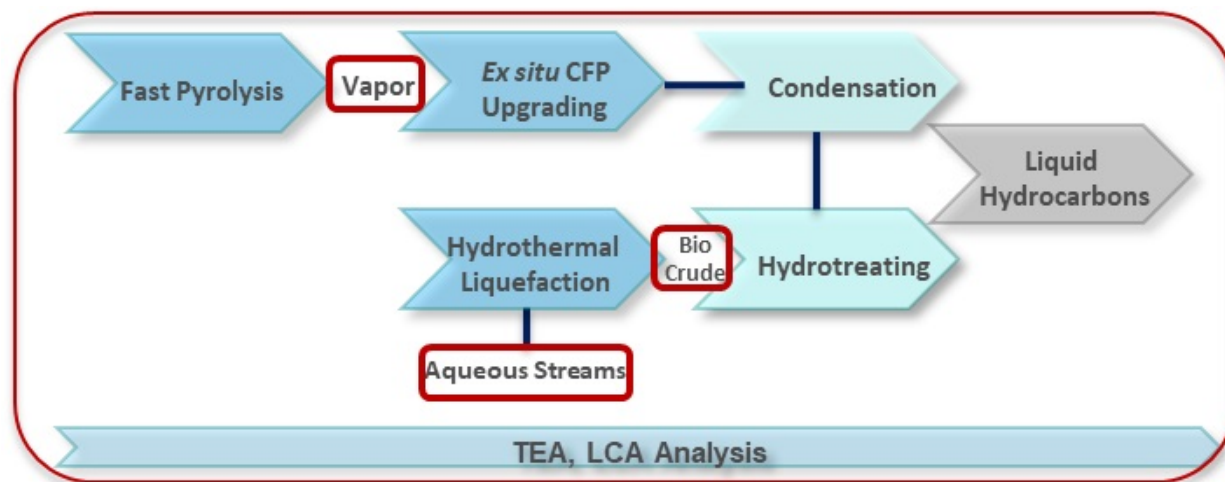 Fast Pyrolysis
Vapor
Ex situ CFP
Upgrading
Condensation
Liquid
Hydrocarbons
Hydrothermal
Liquefaction
Bio
Crude
Hydrotreating
Aqueous Streams
TEA, LCA Analysis